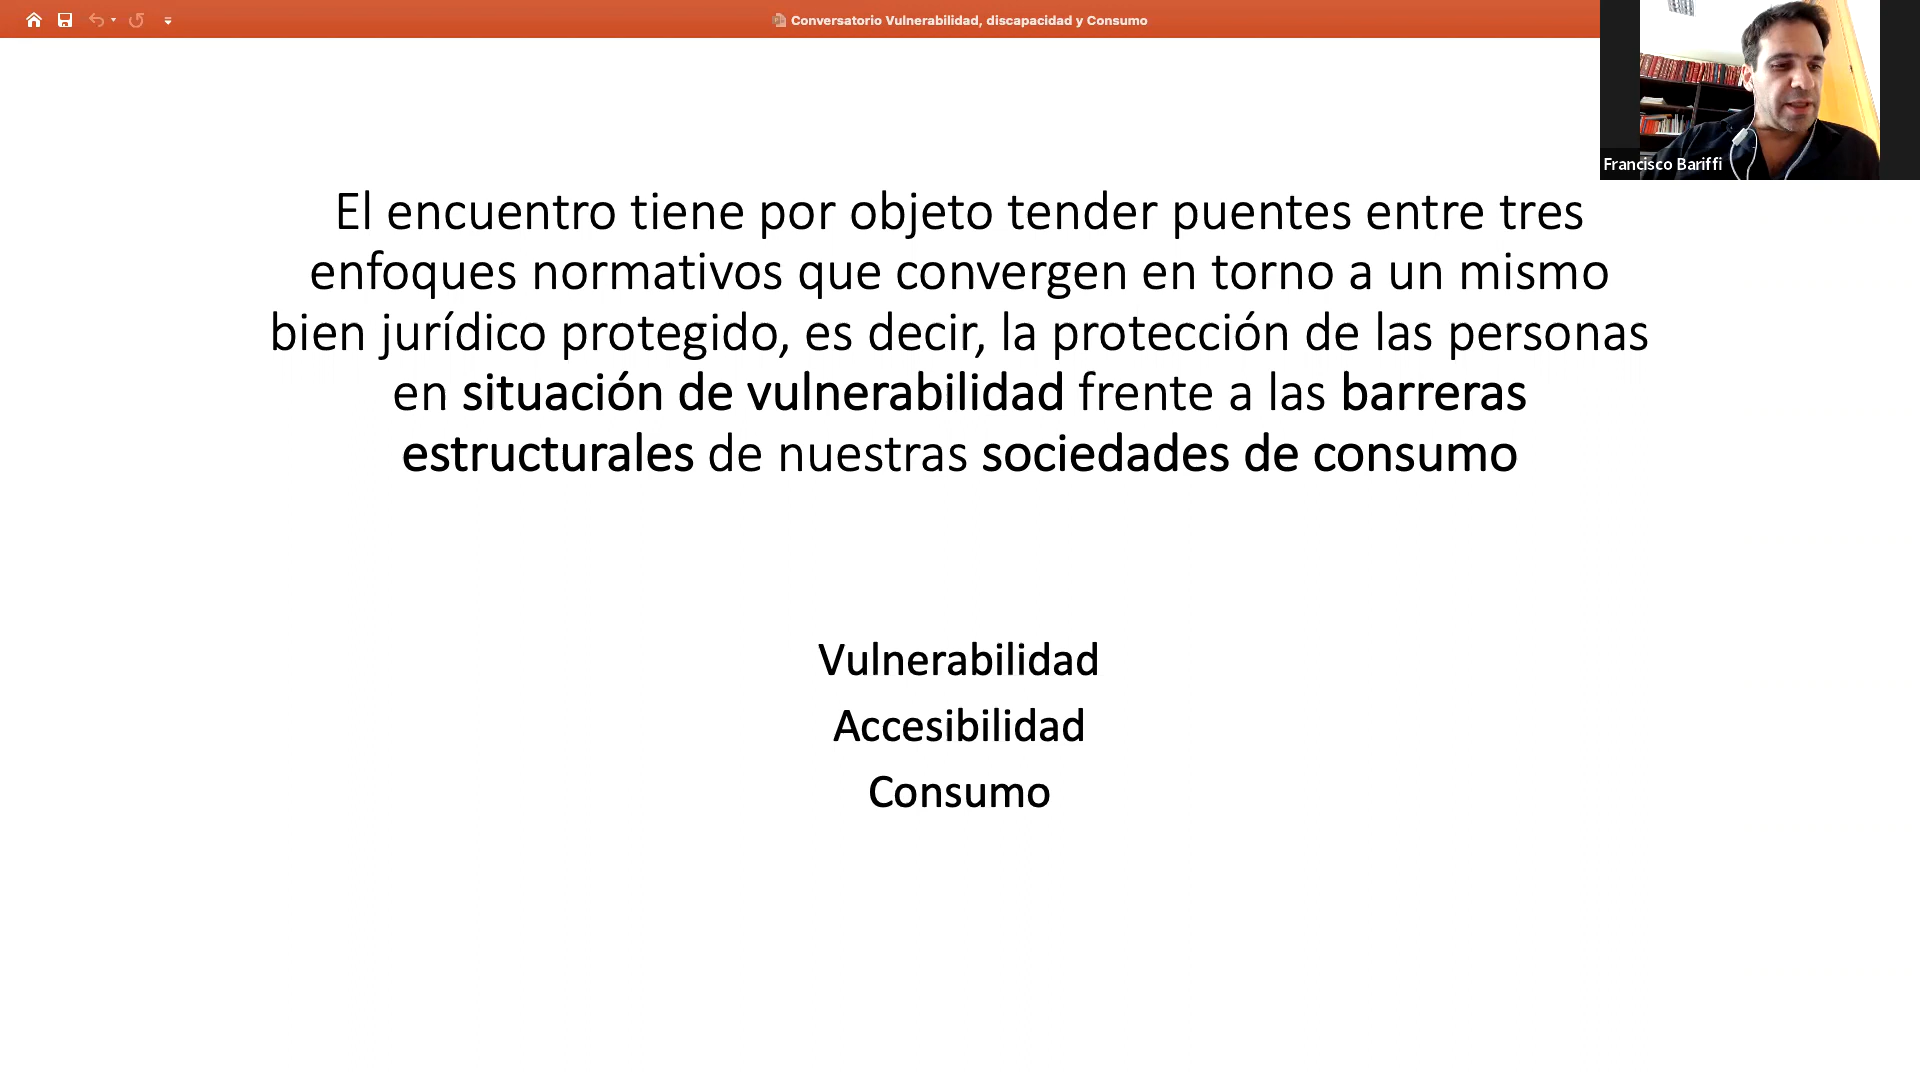 Conversatorio Vulnerabilidad, discapacidad y Consumo
Francisco Bariffi
El encuentro tiene por objeto tender puentes entre tres
enfoques normativos que convergen en torno a un mismo
bien jurídico protegido, es decir, la protección de las personas
en situación de vulnerabilidad frente a las barreras
estructurales de nuestras sociedades de consumo
Vulnerabilidad
Accesibilidad
Consumo